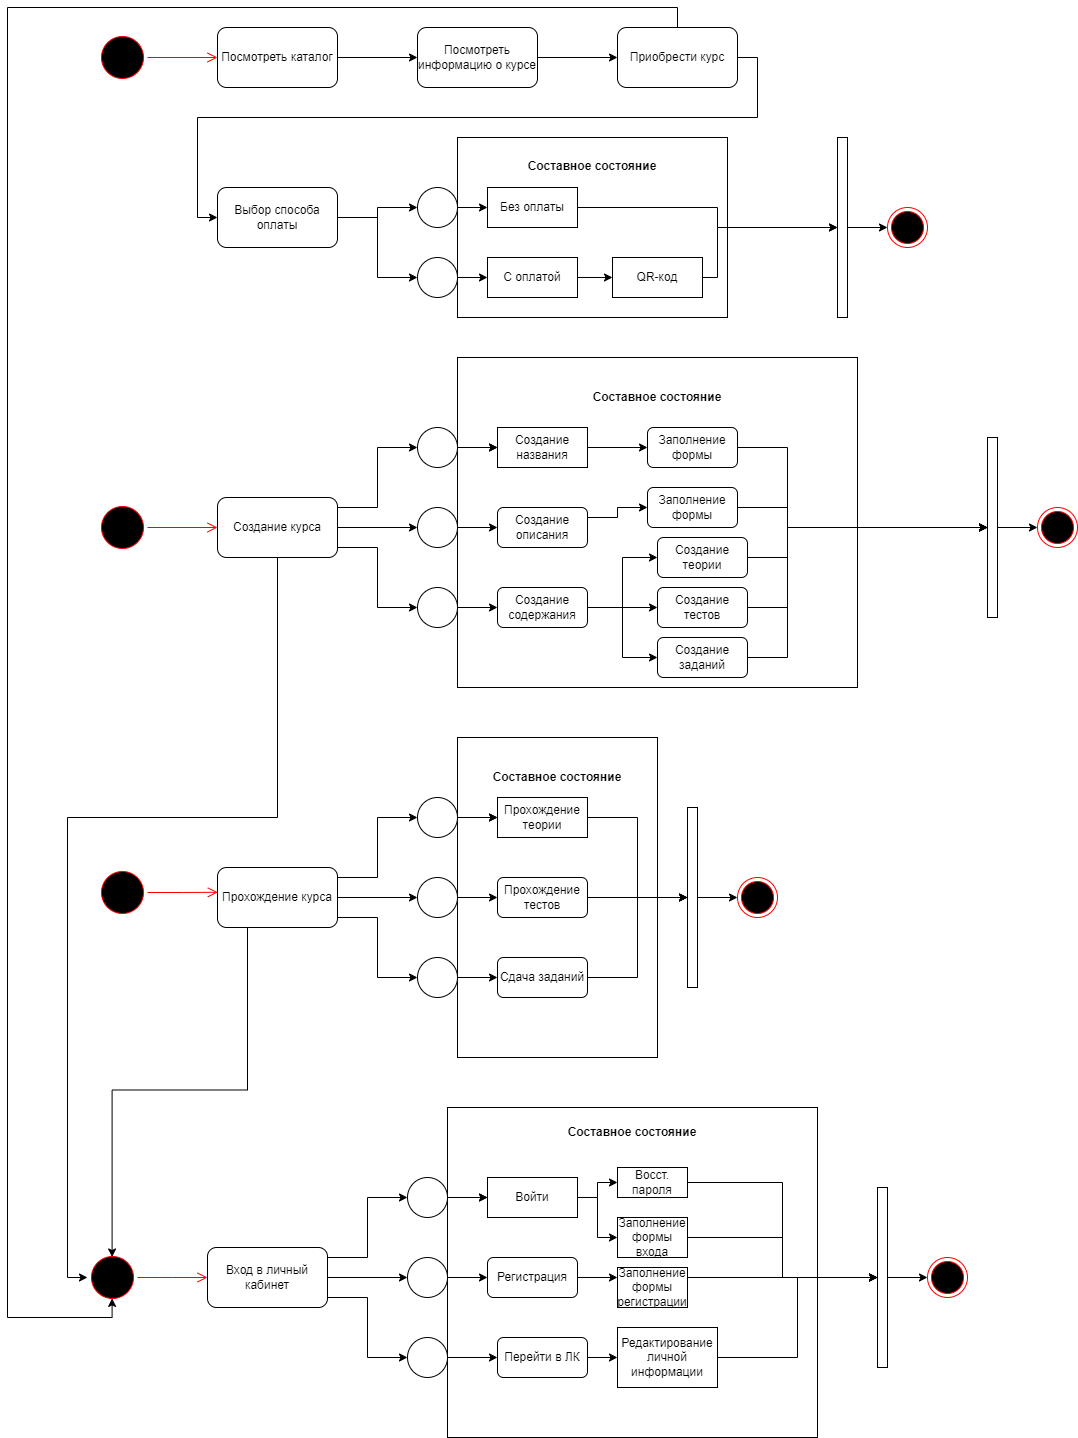 Посмотреть каталог
Посмотреть
информацию о курсе
Приобрести курс
Составное состояние
Выбор способа
оплаты
Без оплаты
С оплатой
QR-код
Составное состояние
Создание
названия
Заполнение
формы
Создание курса
Создание
описания
Заполнение
формы
Создание
теории
Создание
содержания
Создание
тестов
Создание
заданий
Составное состояние
Прохождение
теории
Прохождение курса
Прохождение
тестов
Сдача заданий
Составное состояние
Войти
Восст.
пароля
Заполнение
формы
входа
Вход в личный
кабинет
Регистрация
Заполнение
формы
регистрации
Перейти в ЛК
Редактирование
личной
информации